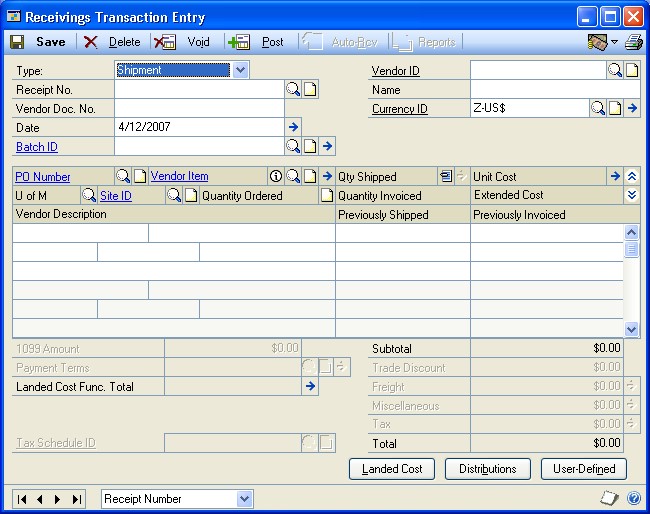 Receivings Transaction Entry
Save Delete Void Post Auto-Rcv Reports
Type: Shipment Vendor ID
Receipt No. Name
Vendor Doc. No. Currency ID Z-US$
Date 4/12/2007
Batch ID
PO Number Vendor Item Qty Shipped Unit Cost
U of M Site ID Quantity Ordered Quantity Invoiced Extended Cost
Vendor Description Previously Shipped Previously Invoiced
1099 Amount $0.00 Subtotal $0.00
Payment Terms Trade Discount $0.00
Landed Cost Func. Total Freight $0.00
Miscellaneous $0.00
Tax $0.00
Tax Schedule ID Total $0.00
Landed Cost Distributions User-Defined
Receipt Number